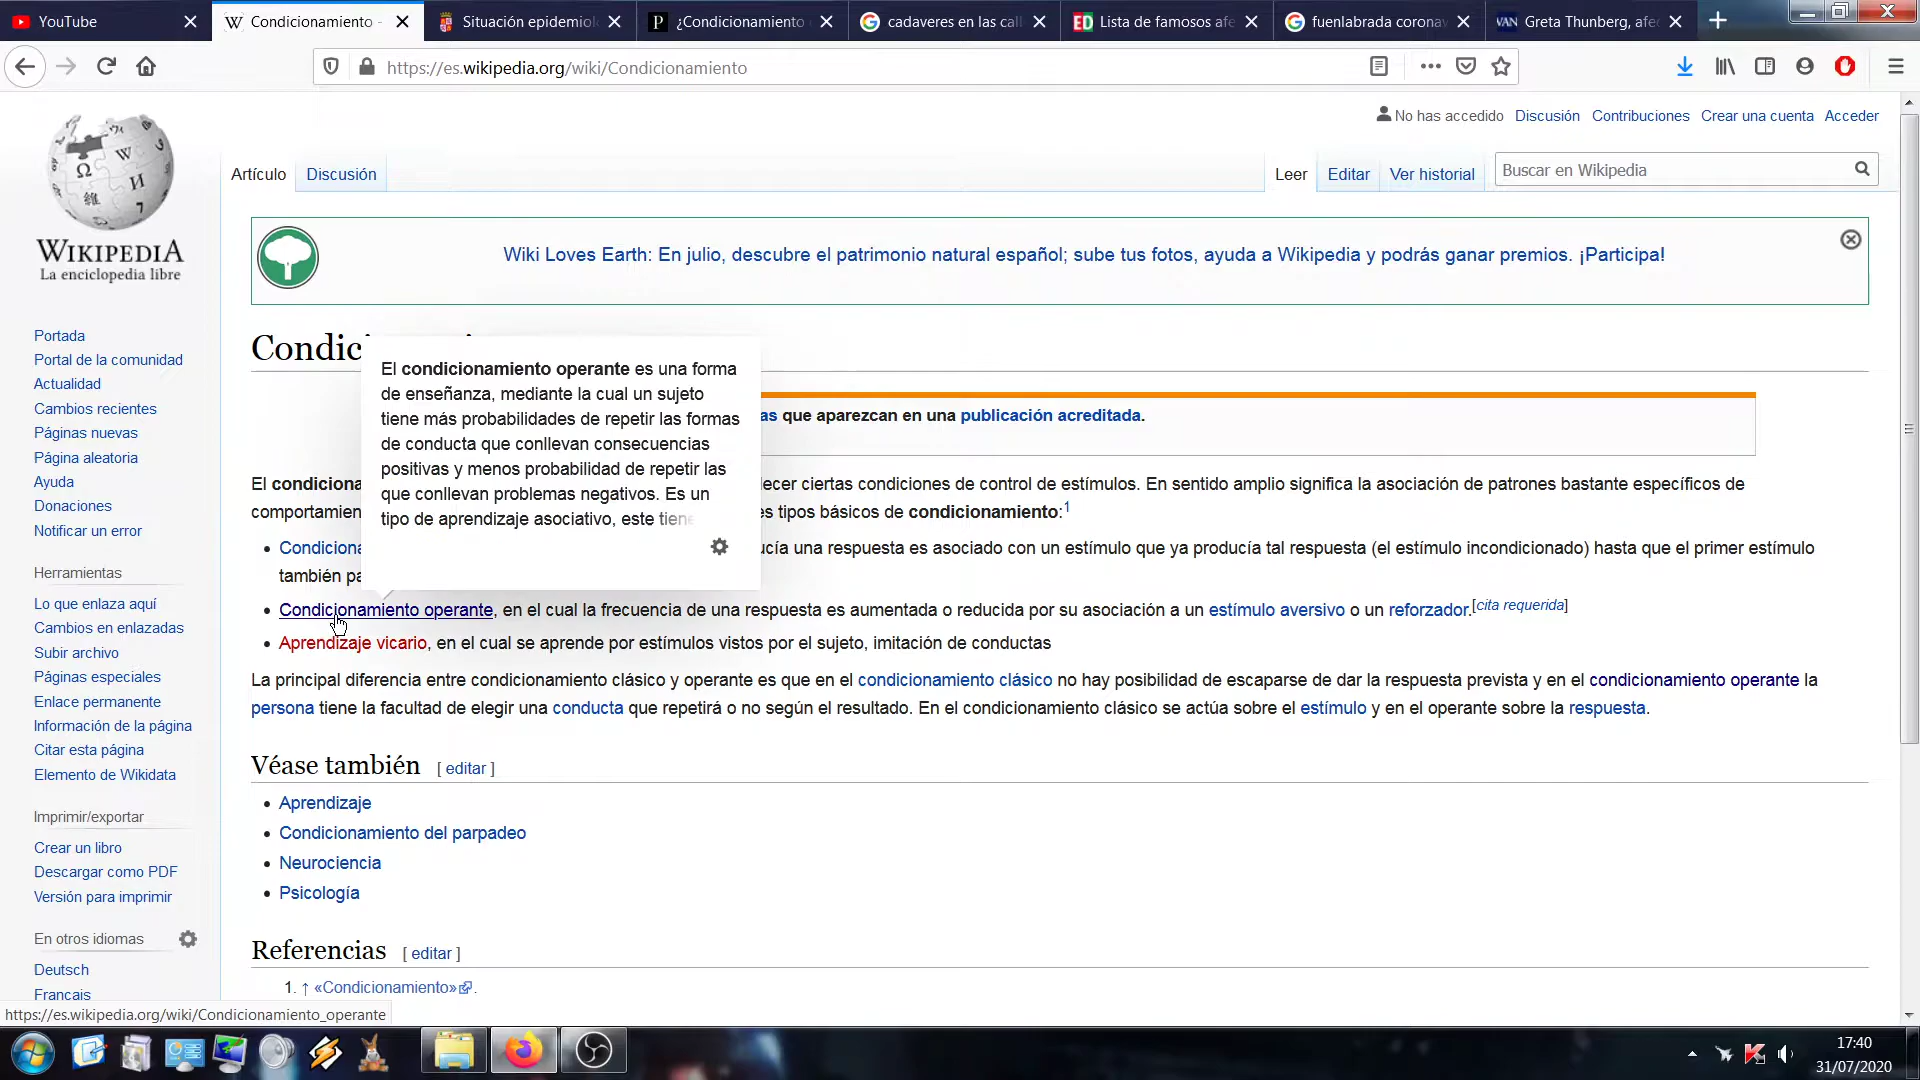 YouTube
Condicionamiento -
Situación epidemiol
¿Condicionamiento
cadaveres en las call
Lista de famosos afe
fuenlabrada coronav
Greta Thunberg, afec
https://es.wikipedia.org/wiki/Condicionamiento
No has accedido Discusión Contribuciones Crear una cuenta Acceder
Artículo Discusión Leer Editar Ver historial Buscar en Wikipedia
WIKIPEDIA
La enciclopedia libre
Wiki Loves Earth: En julio, descubre el patrimonio natural español; sube tus fotos, ayuda a Wikipedia y podrás ganar premios. ¡Participa!
Portada
Portal de la comunidad
Actualidad
Cambios recientes
Páginas nuevas
Página aleatoria
Ayuda
Donaciones
Notificar un error
Herramientas
Lo que enlaza aquí
Cambios en enlazadas
Subir archivo
Páginas especiales
Enlace permanente
Información de la página
Citar esta página
Elemento de Wikidata
Imprimir/exportar
Crear un libro
Descargar como PDF
Versión para imprimir
En otros idiomas
Deutsch
Français
Condic
El condicionamiento operante es una forma
de enseñanza, mediante la cual un sujeto
tiene más probabilidades de repetir las formas
de conducta que conllevan consecuencias
positivas y menos probabilidad de repetir las
que conllevan problemas negativos. Es un
tipo de aprendizaje asociativo, este tiene
as que aparezcan en una publicación acreditada.
El condiciona lecer ciertas condiciones de control de estímulos. En sentido amplio significa la asociación de patrones bastante específicos de
comportamien es tipos básicos de condicionamiento:1
Condiciona ucía una respuesta es asociado con un estímulo que ya producía tal respuesta (el estímulo incondicionado) hasta que el primer estímulo
también pa
Condicionamiento operante, en el cual la frecuencia de una respuesta es aumentada o reducida por su asociación a un estímulo aversivo o un reforzador.[cita requerida]
Aprendizaje vicario, en el cual se aprende por estímulos vistos por el sujeto, imitación de conductas
La principal diferencia entre condicionamiento clásico y operante es que en el condicionamiento clásico no hay posibilidad de escaparse de dar la respuesta prevista y en el condicionamiento operante la
persona tiene la facultad de elegir una conducta que repetirá o no según el resultado. En el condicionamiento clásico se actúa sobre el estímulo y en el operante sobre la respuesta.
Véase también [ editar ]
Aprendizaje
Condicionamiento del parpadeo
Neurociencia
Psicología
Referencias [ editar ]
1. ↑ «Condicionamiento».
https://es.wikipedia.org/wiki/Condicionamiento_operante
17:40
31/07/2020